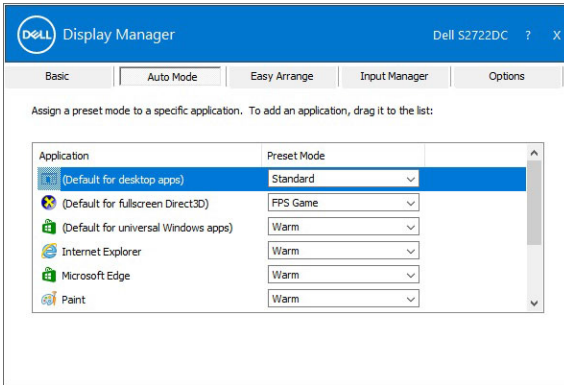 DELL Display Manager Dell S2722DC ? X
Basic Auto Mode Easy Arrange Input Manager Options
Assign a preset mode to a specific application. To add an application, drag it to the list:
Application Preset Mode
(Default for desktop apps) Standard
(Default for fullscreen Direct3D) FPS Game
(Default for universal Windows apps) Warm
Internet Explorer Warm
Microsoft Edge Warm
Paint Warm